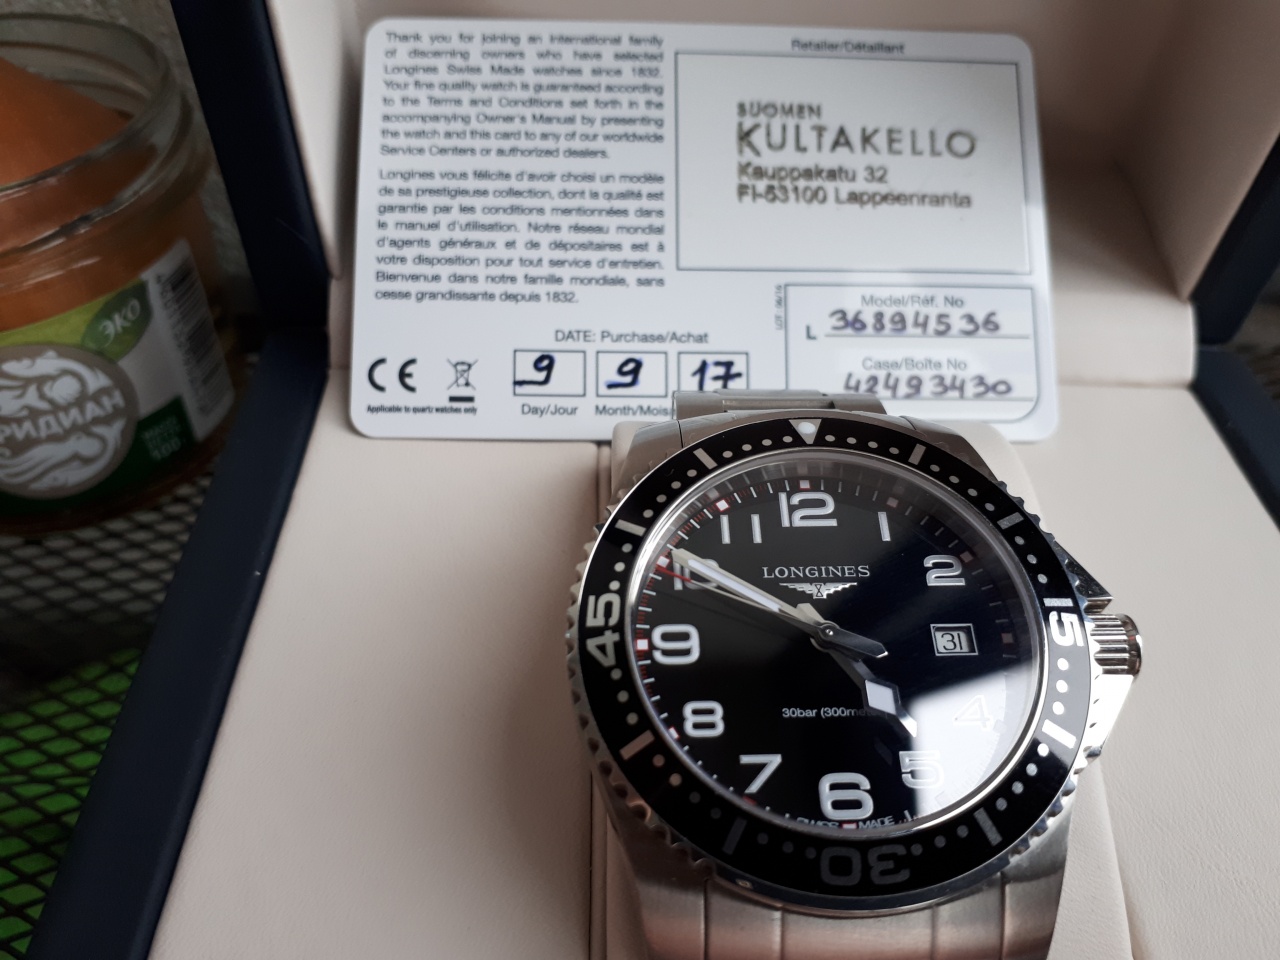 Thank you for joining an international family
of discerning owners who have selected
Longines Swiss Made watches since 1832.
Your fine quality watch is guaranteed according
to the Terms and Conditions set forth in the
accompanying Owner's Manual by presenting
the watch and this card to any of our worldwide
Service Centers or authorized dealers.
Longines vous félicite d'avoir choisi un modèle
de sa prestigieuse collection, dont la qualité est
garantie par les conditions mentionnées dans
le manuel d'utilisation. Notre réseau mondial
d'agents généraux et de dépositaires est à
votre disposition pour tout service d'entretien.
Bienvenue dans notre famille mondiale, sans
cesse grandissante depuis 1832.
Retailer/Détaillant
SUOMEN
KULTAKELLO
Kauppakatu 32
FI-53100 Lappeenranta
LOT : 06/16
Model/Réf. No
L 36894536
Case/Boîte No
42493430
DATE: Purchase/Achat
CE
9 9 17
Applicable to quartz watches only
Day/Jour Month/Mois
ЭКО
РИДИАН
12
11 1
LONGINES
10 2
9 31
8 30bar (300me 4
7 5
6
SWISS MADE
5
30
45